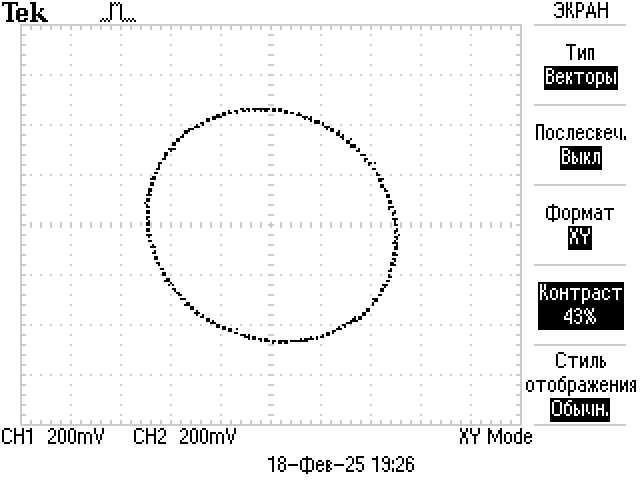 Tek
ЭКРАН
Тип
Векторы
Послесвеч.
Выкл
Формат
XY
Контраст
43%
Стиль
отображения
Обычн.
CH1 200mV CH2 200mV XY Mode
18-Фев-25 19:26